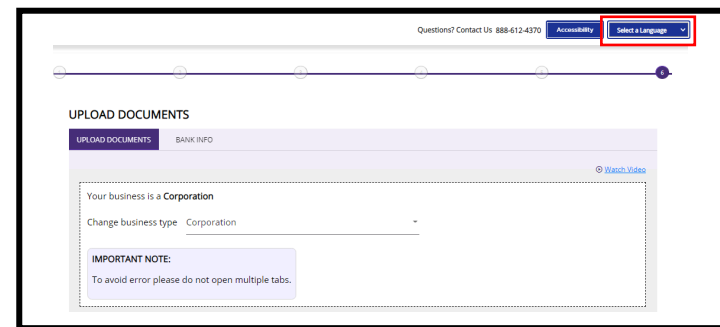 Questions? Contact Us 888-612-4370 Accessibility Select a Language
6
UPLOAD DOCUMENTS
UPLOAD DOCUMENTS BANK INFO
Watch Video
Your business is a Corporation
Change business type Corporation
IMPORTANT NOTE:
To avoid error please do not open multiple tabs.